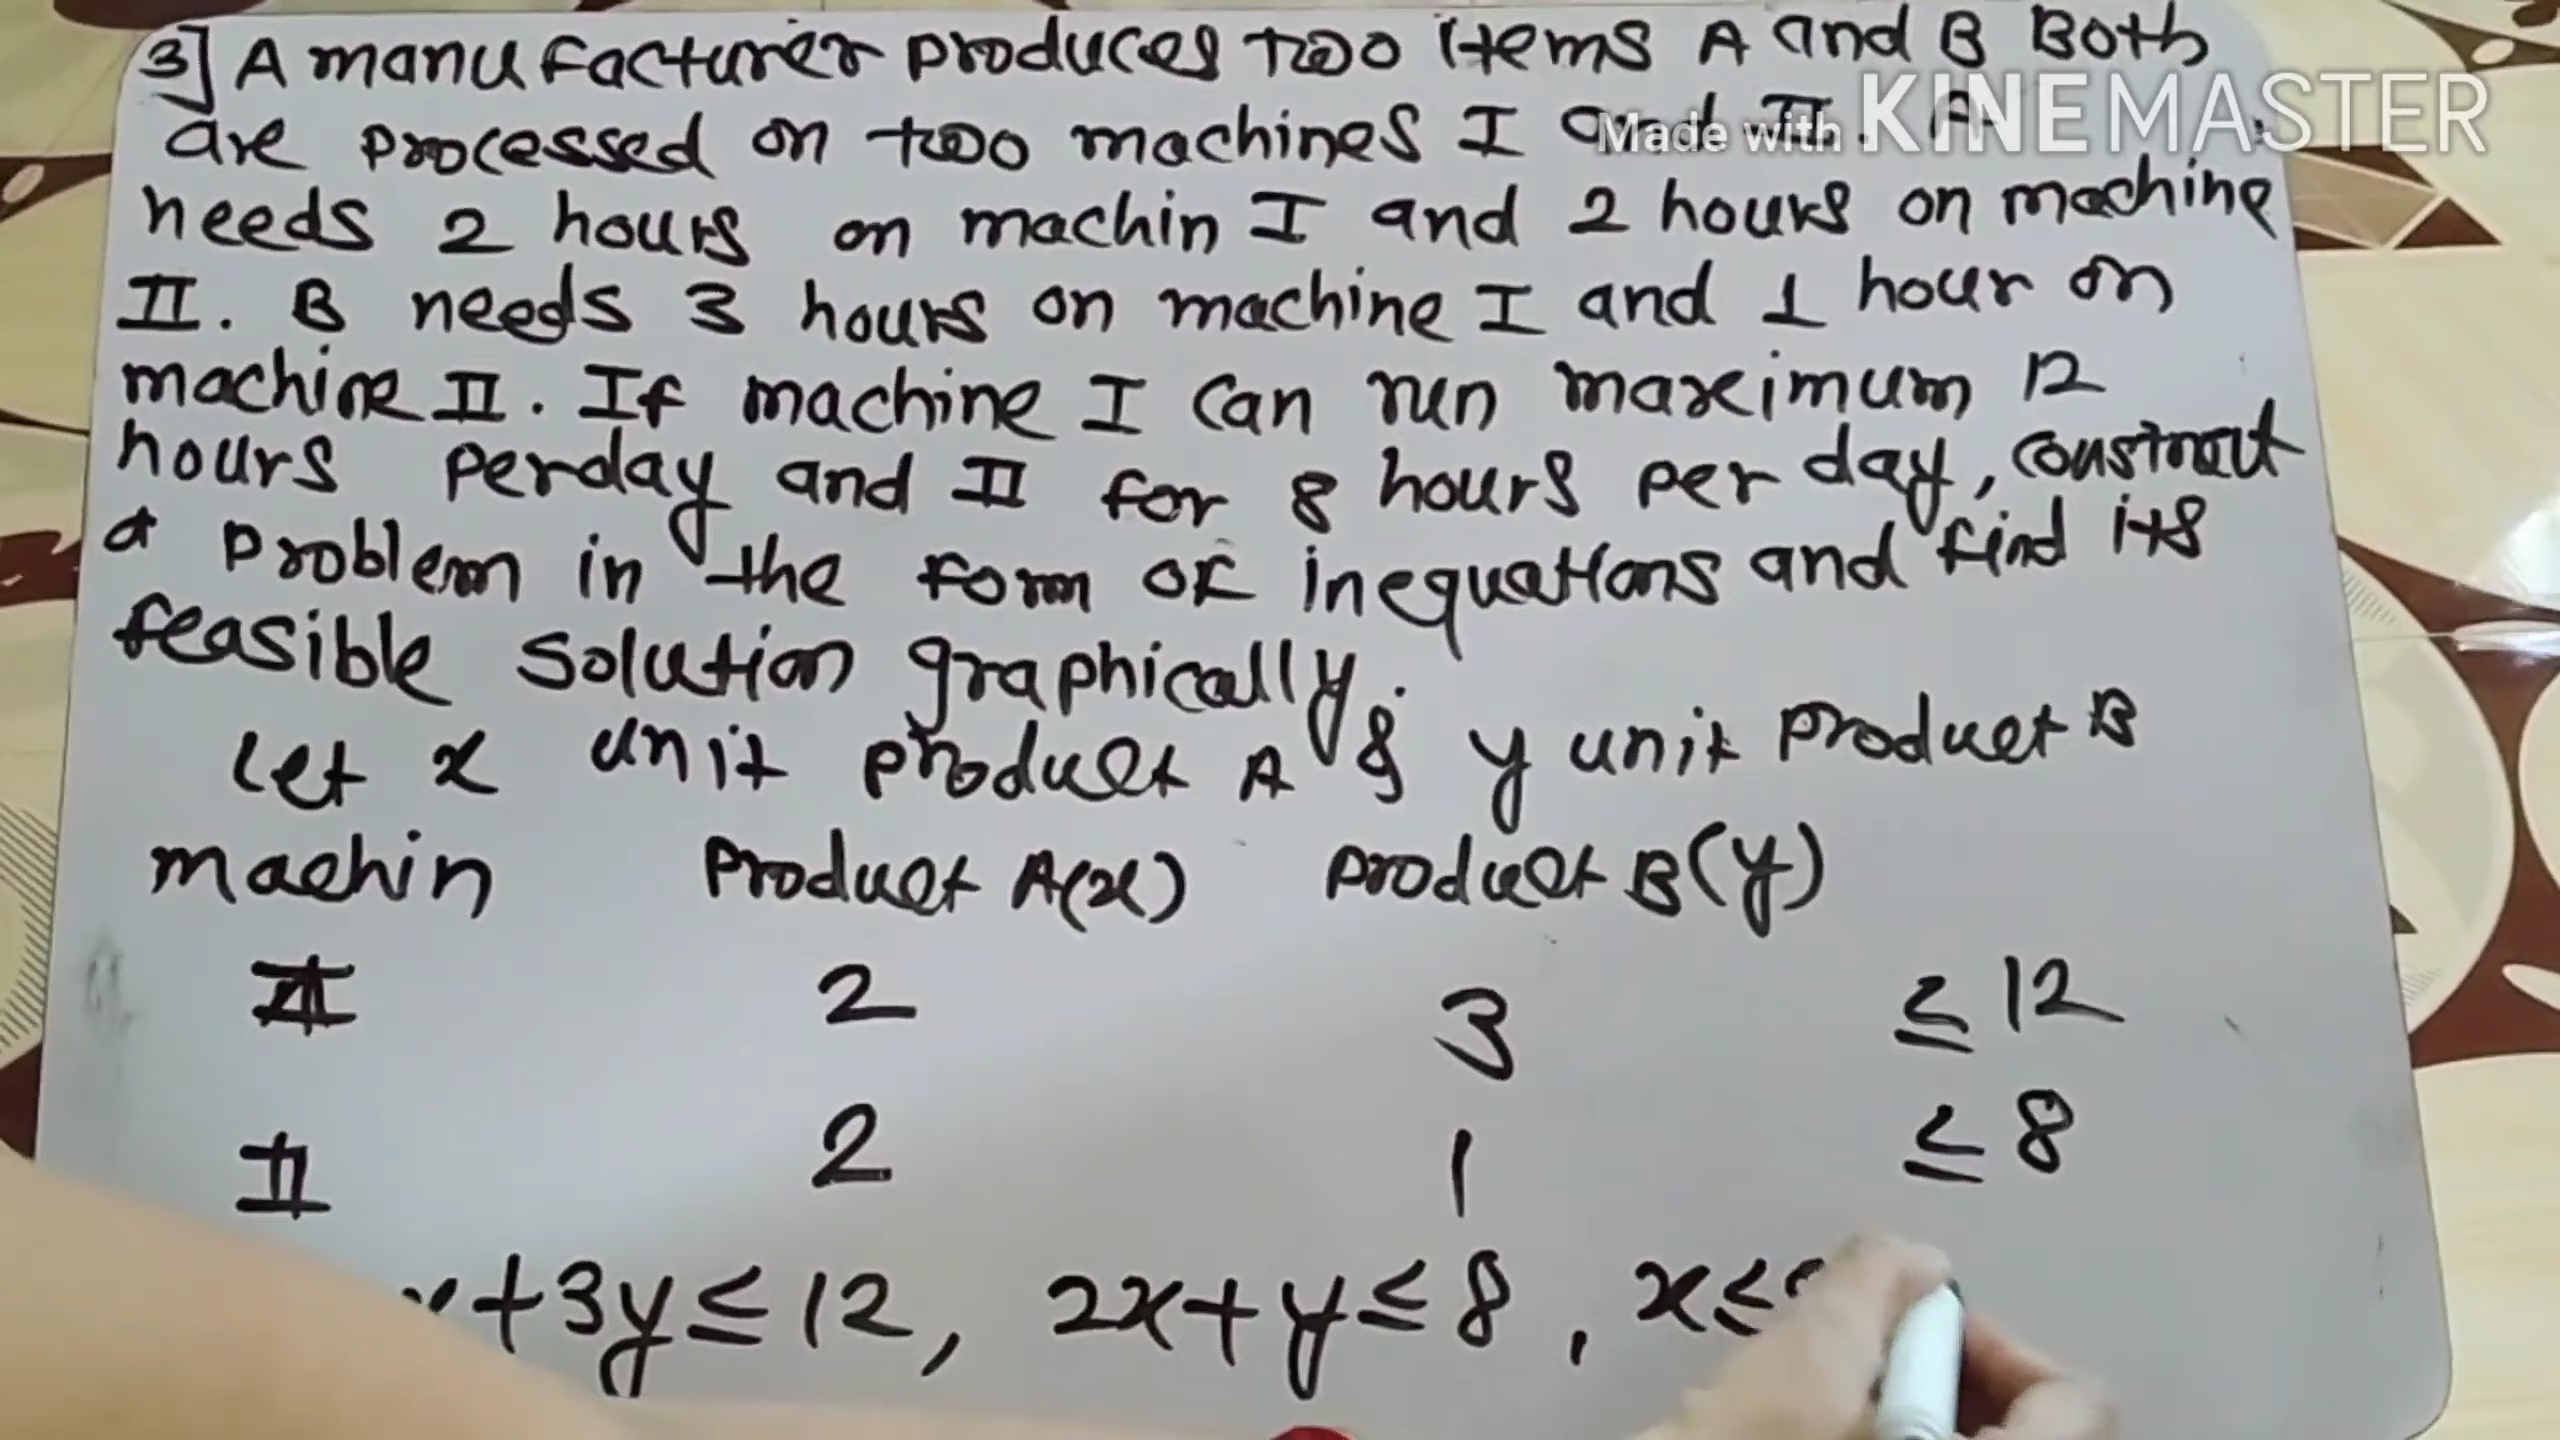 3] A manufacturer produces two items A and B Both
are processed on two machines I and II. A
Made with KINEMASTER
needs 2 hours on machin I and 2 hours on machine
II. B needs 3 hours on machine I and 1 hour on
machine II. If machine I can run maximum 12
hours perday and II for 8 hours per day, construct
a problem in the form of inequations and find its
feasible solution graphically.
Let x unit product A & y unit product B
machin product A(x) product B(y)
I 2 3 ≤ 12
II 2 1 ≤ 8
x+3y≤12, 2x+y≤8, x≤